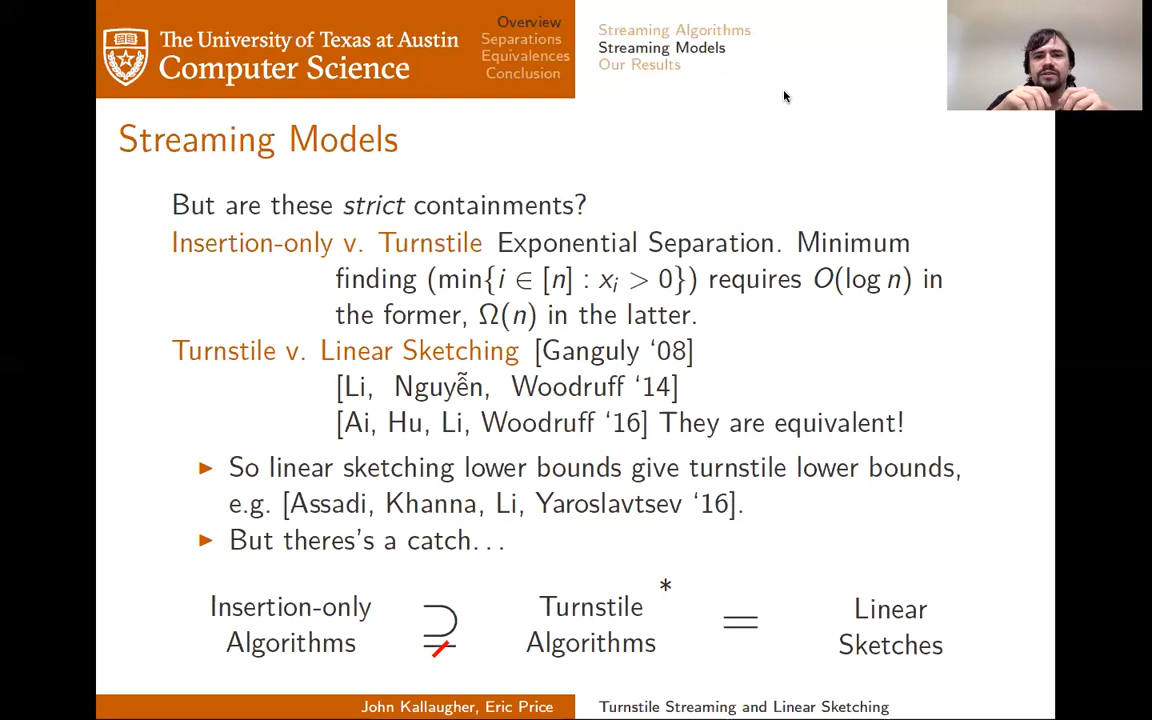 The University of Texas at Austin
Computer Science
Overview
Separations
Equivalences
Conclusion
Streaming Algorithms
Streaming Models
Our Results
Streaming Models
But are these strict containments?
Insertion-only v. Turnstile Exponential Separation. Minimum
finding (min{i ∈ [n] : xᵢ > 0}) requires O(log n) in
the former, Ω(n) in the latter.
Turnstile v. Linear Sketching [Ganguly ‘08]
[Li, Nguyễn, Woodruff ‘14]
[Ai, Hu, Li, Woodruff ‘16] They are equivalent!
▶ So linear sketching lower bounds give turnstile lower bounds,
e.g. [Assadi, Khanna, Li, Yaroslavtsev ‘16].
▶ But theres’s a catch. . .
Insertion-only
Algorithms
⊋
Turnstile *
Algorithms
=
Linear
Sketches
John Kallaugher, Eric Price
Turnstile Streaming and Linear Sketching